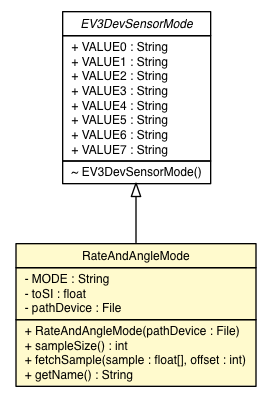 EV3DevSensorMode
+ VALUE0 : String
+ VALUE1 : String
+ VALUE2 : String
+ VALUE3 : String
+ VALUE4 : String
+ VALUE5 : String
+ VALUE6 : String
+ VALUE7 : String
~ EV3DevSensorMode()
RateAndAngleMode
- MODE : String
- toSI : float
- pathDevice : File
+ RateAndAngleMode(pathDevice : File)
+ sampleSize() : int
+ fetchSample(sample : float[], offset : int)
+ getName() : String